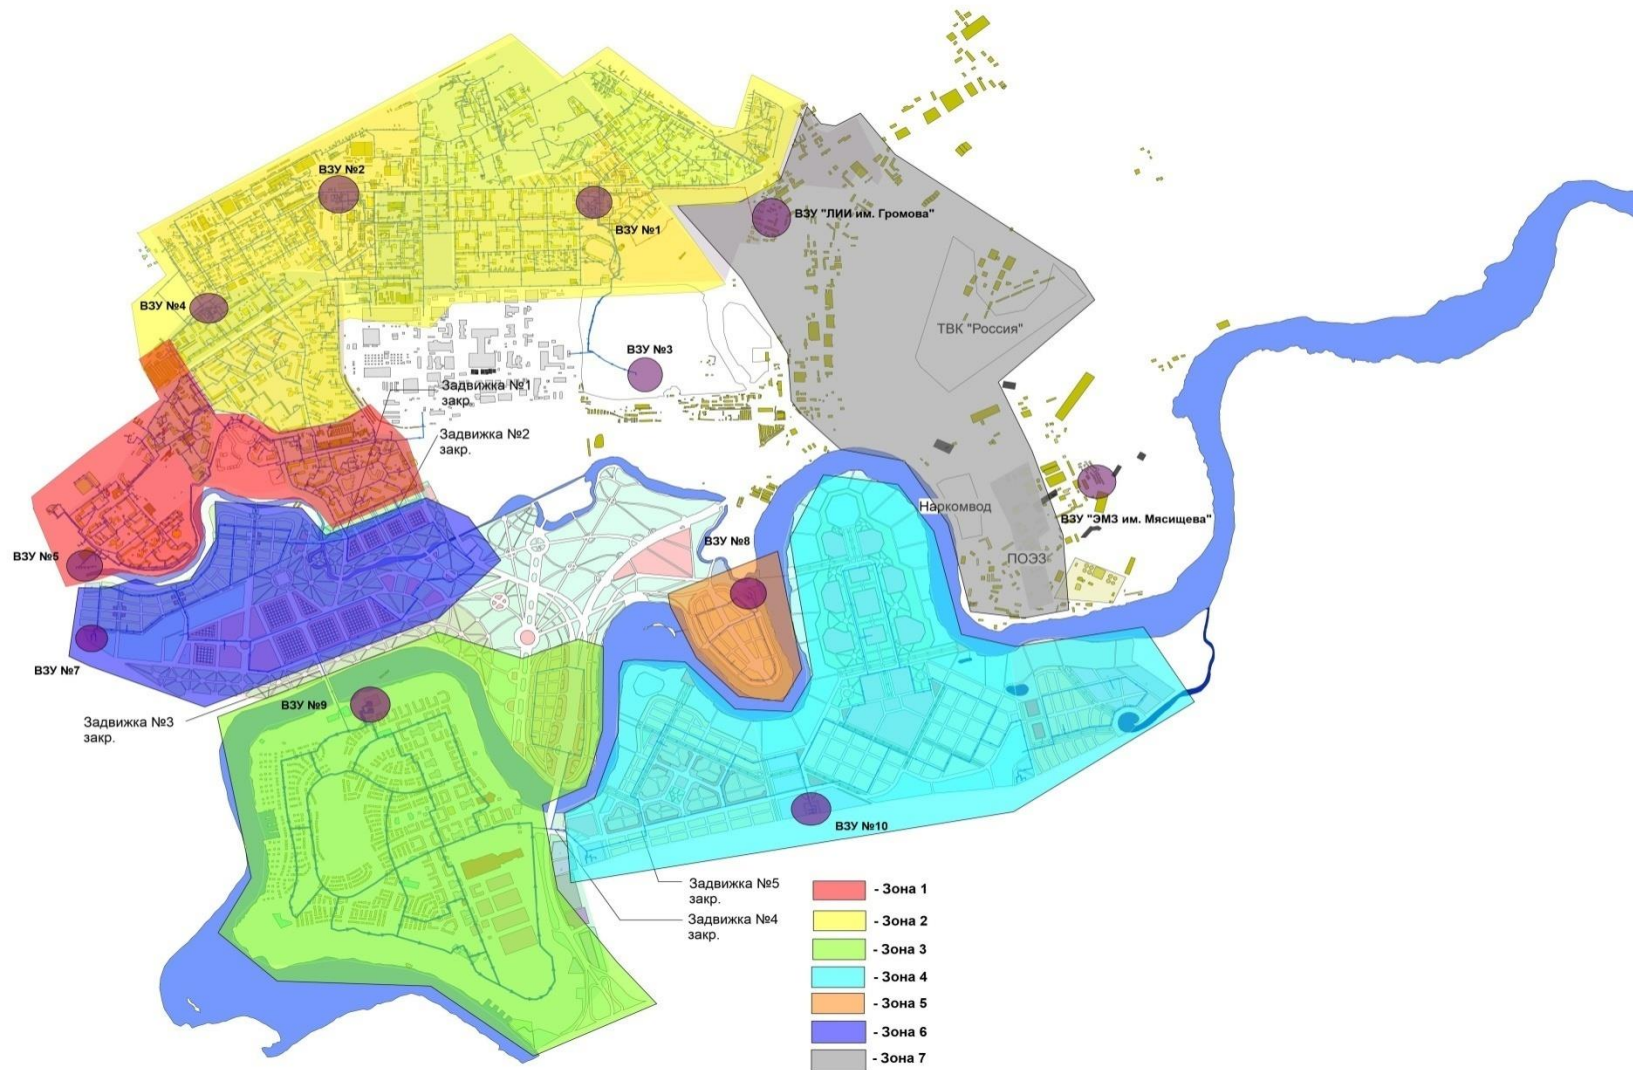 ВЗУ №2
ВЗУ "ЛИИ им. Громова"
ВЗУ №1
ВЗУ №4
ТВК "Россия"
ВЗУ №3
Задвижка №1
закр.
Задвижка №2
закр.
Наркомвод
ВЗУ "ЭМЗ им. Мясищева"
ВЗУ №8
ВЗУ №5
ПОЭЗ
ВЗУ №7
ВЗУ №9
Задвижка №3
закр.
ВЗУ №10
Задвижка №5
закр.
Задвижка №4
закр.
- Зона 1
- Зона 2
- Зона 3
- Зона 4
- Зона 5
- Зона 6
- Зона 7